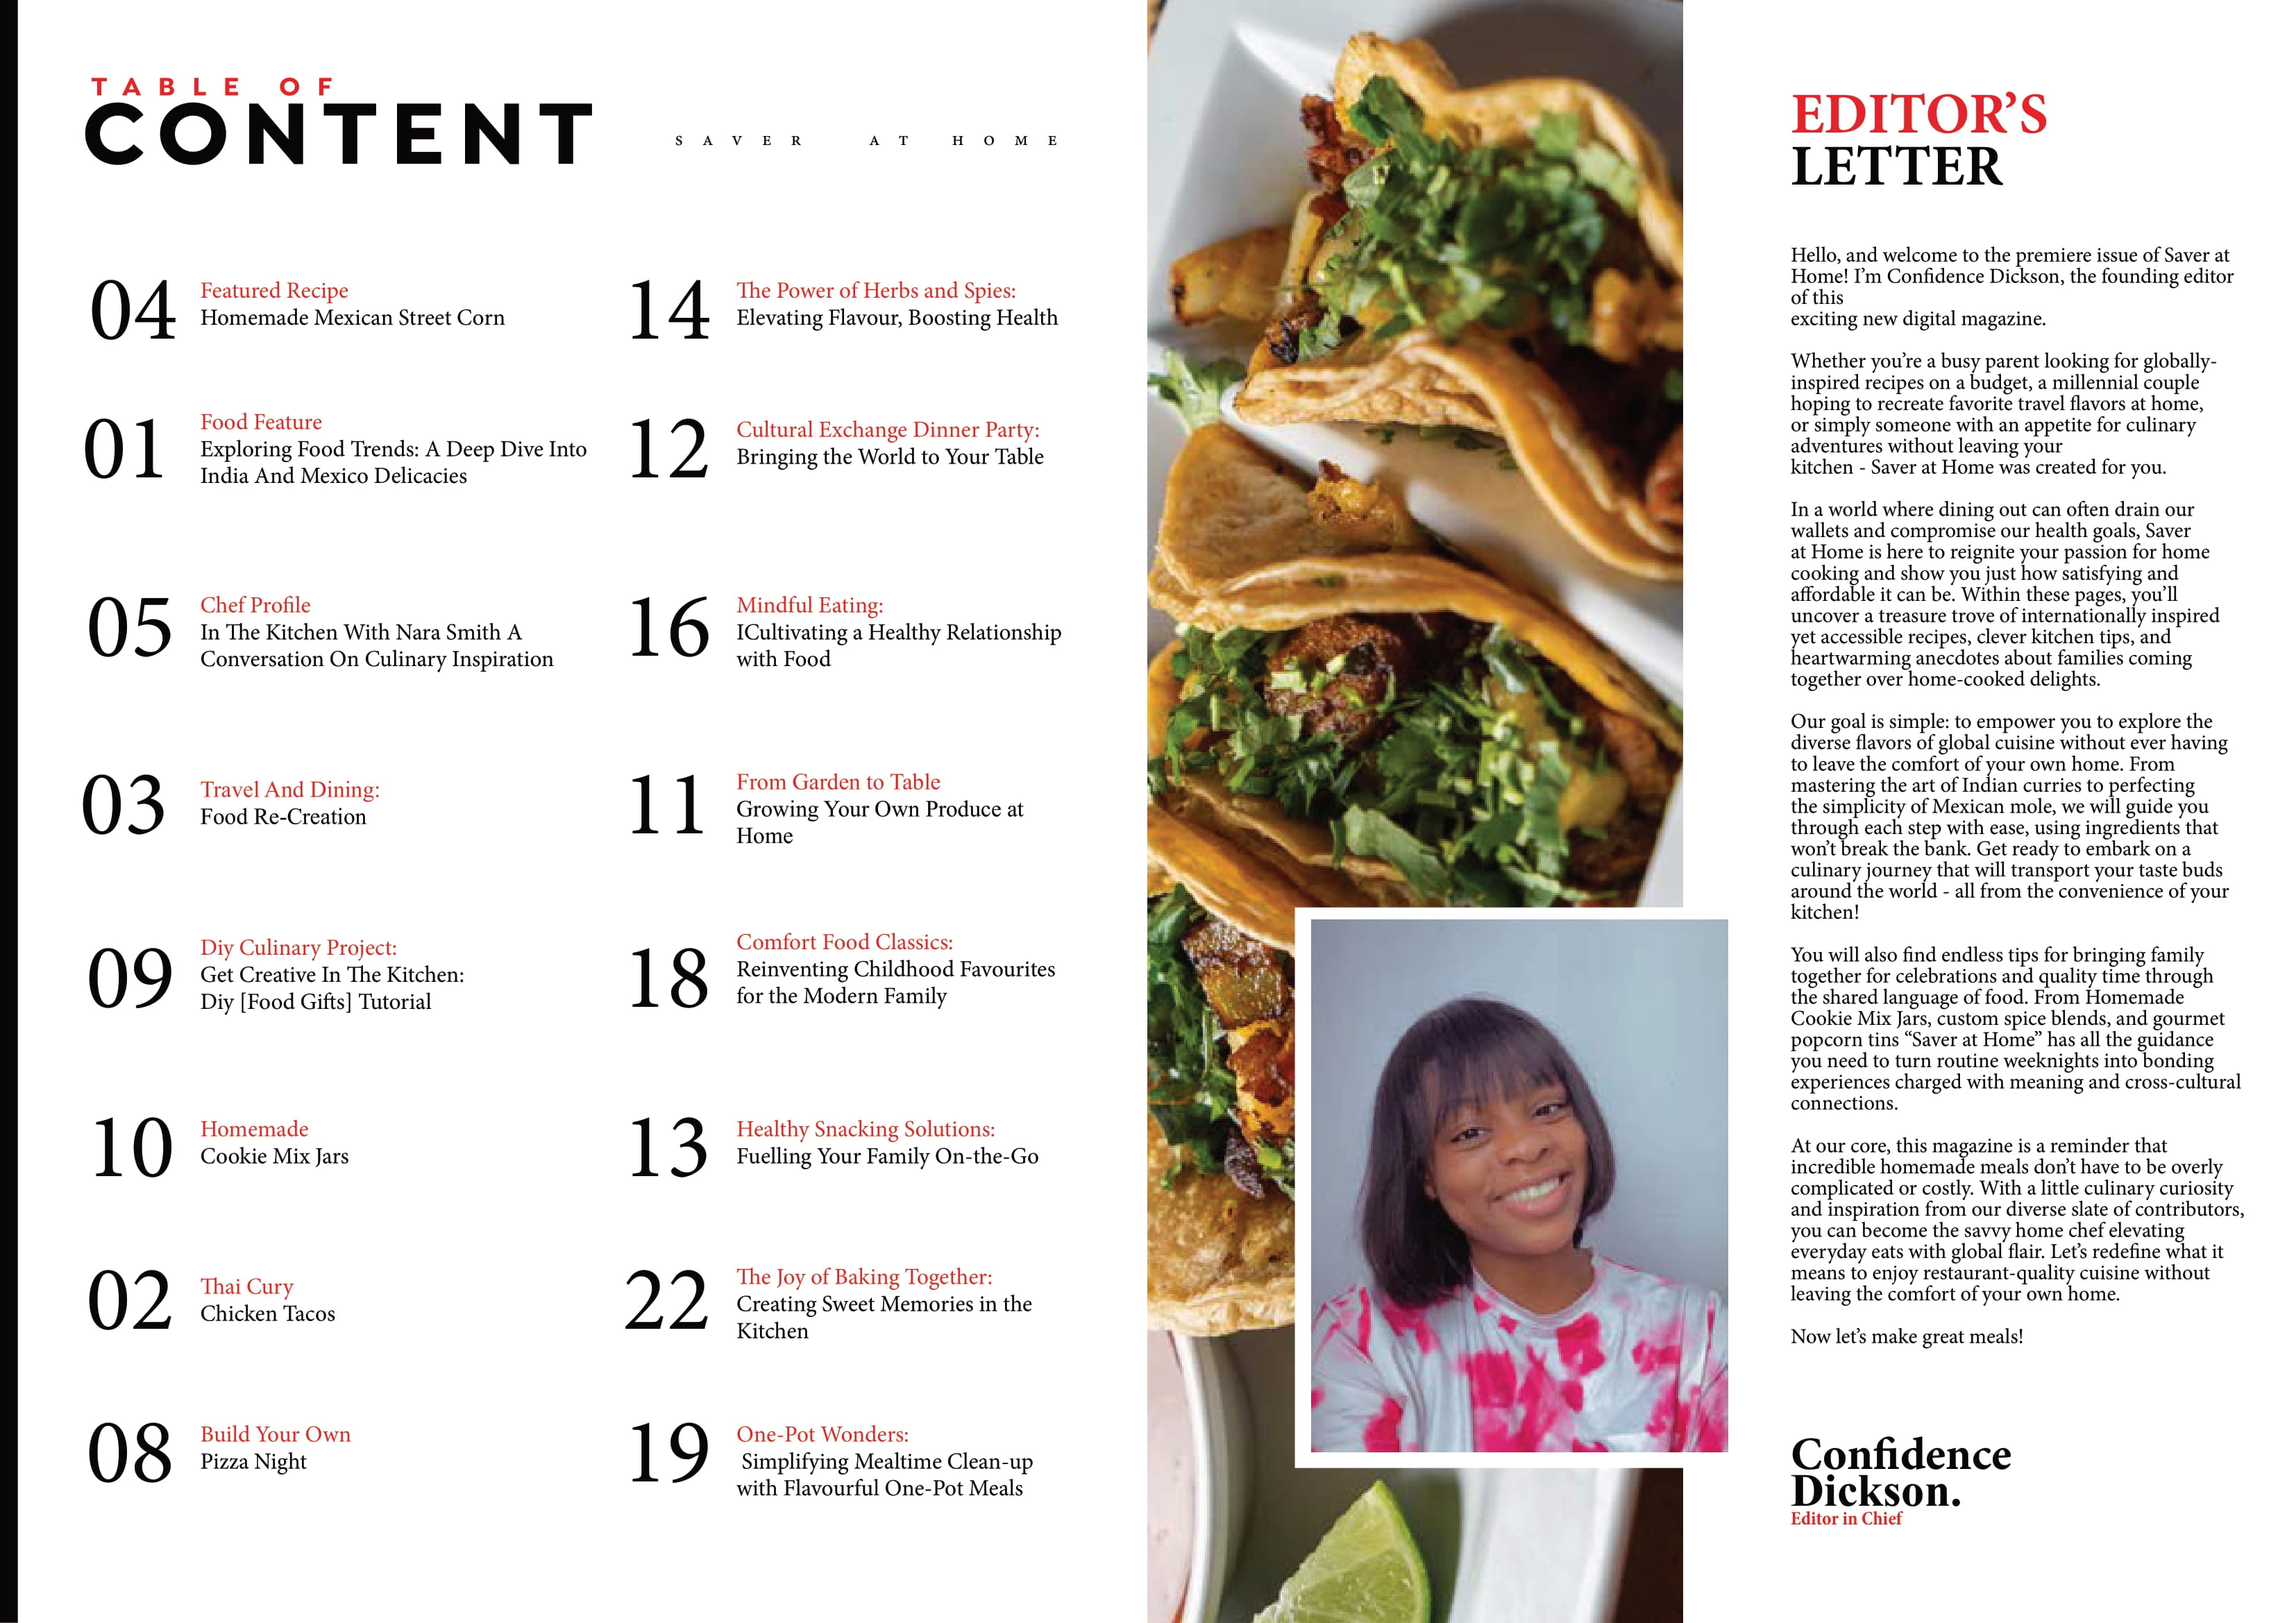 TABLE OF
CONTENT
SAVER AT HOME
04
Featured Recipe
Homemade Mexican Street Corn
01
Food Feature
Exploring Food Trends: A Deep Dive Into
India And Mexico Delicacies
05
Chef Profile
In The Kitchen With Nara Smith A
Conversation On Culinary Inspiration
03
Travel And Dining:
Food Re-Creation
09
Diy Culinary Project:
Get Creative In The Kitchen:
Diy [Food Gifts] Tutorial
10
Homemade
Cookie Mix Jars
02
Thai Cury
Chicken Tacos
08
Build Your Own
Pizza Night
14
The Power of Herbs and Spies:
Elevating Flavour, Boosting Health
12
Cultural Exchange Dinner Party:
Bringing the World to Your Table
16
Mindful Eating:
ICultivating a Healthy Relationship
with Food
11
From Garden to Table
Growing Your Own Produce at
Home
18
Comfort Food Classics:
Reinventing Childhood Favourites
for the Modern Family
13
Healthy Snacking Solutions:
Fuelling Your Family On-the-Go
22
The Joy of Baking Together:
Creating Sweet Memories in the
Kitchen
19
One-Pot Wonders:
Simplifying Mealtime Clean-up
with Flavourful One-Pot Meals
EDITOR’S
LETTER
Hello, and welcome to the premiere issue of Saver at
Home! I’m Confidence Dickson, the founding editor
of this
exciting new digital magazine.
Whether you’re a busy parent looking for globally-
inspired recipes on a budget, a millennial couple
hoping to recreate favorite travel flavors at home,
or simply someone with an appetite for culinary
adventures without leaving your
kitchen - Saver at Home was created for you.
In a world where dining out can often drain our
wallets and compromise our health goals, Saver
at Home is here to reignite your passion for home
cooking and show you just how satisfying and
affordable it can be. Within these pages, you’ll
uncover a treasure trove of internationally inspired
yet accessible recipes, clever kitchen tips, and
heartwarming anecdotes about families coming
together over home-cooked delights.
Our goal is simple: to empower you to explore the
diverse flavors of global cuisine without ever having
to leave the comfort of your own home. From
mastering the art of Indian curries to perfecting
the simplicity of Mexican mole, we will guide you
through each step with ease, using ingredients that
won’t break the bank. Get ready to embark on a
culinary journey that will transport your taste buds
around the world - all from the convenience of your
kitchen!
You will also find endless tips for bringing family
together for celebrations and quality time through
the shared language of food. From Homemade
Cookie Mix Jars, custom spice blends, and gourmet
popcorn tins “Saver at Home” has all the guidance
you need to turn routine weeknights into bonding
experiences charged with meaning and cross-cultural
connections.
At our core, this magazine is a reminder that
incredible homemade meals don’t have to be overly
complicated or costly. With a little culinary curiosity
and inspiration from our diverse slate of contributors,
you can become the savvy home chef elevating
everyday eats with global flair. Let’s redefine what it
means to enjoy restaurant-quality cuisine without
leaving the comfort of your own home.
Now let’s make great meals!
Confidence
Dickson.
Editor in Chief